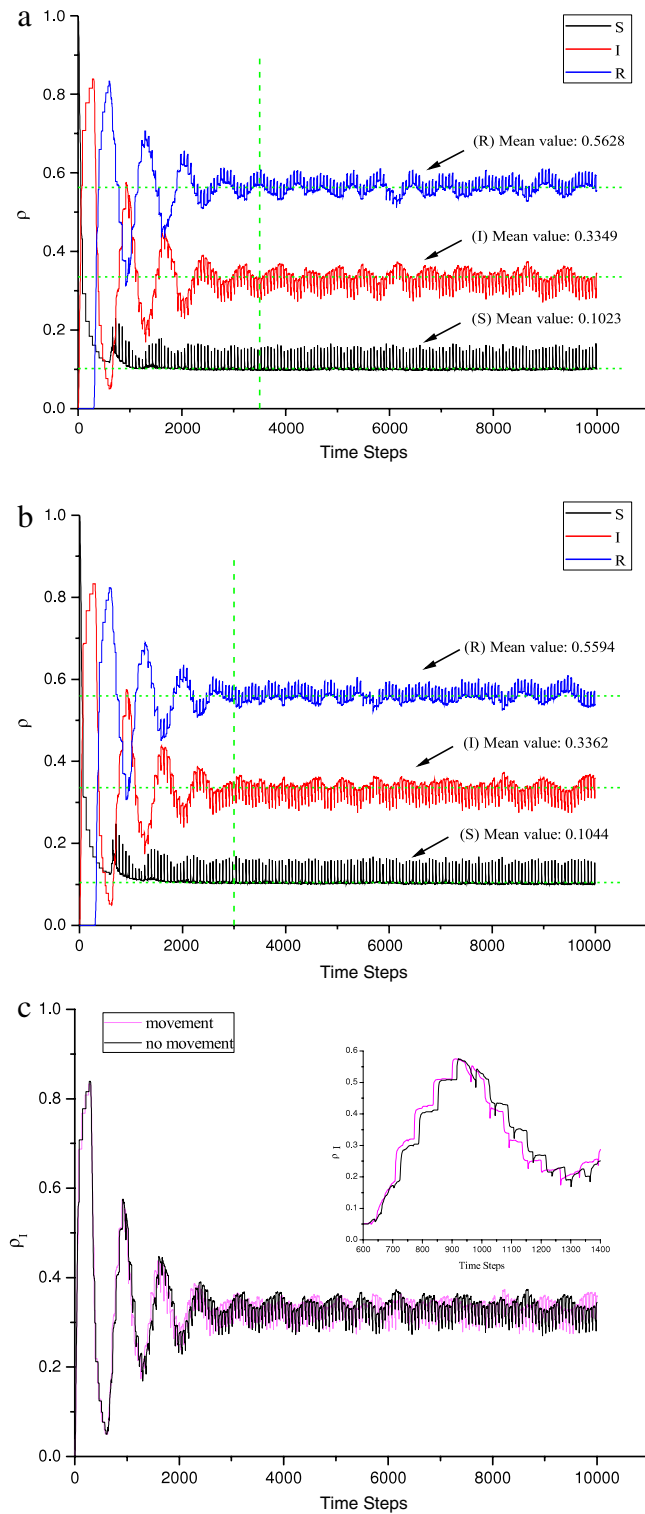 a
S
I
R
1.0
0.8
0.6
0.4
0.2
0.0
ρ
(R) Mean value: 0.5628
(I) Mean value: 0.3349
(S) Mean value: 0.1023
0 2000 4000 6000 8000 10000
Time Steps
b
S
I
R
1.0
0.8
0.6
0.4
0.2
0.0
ρ
(R) Mean value: 0.5594
(I) Mean value: 0.3362
(S) Mean value: 0.1044
0 2000 4000 6000 8000 10000
Time Steps
c
movement
no movement
1.0
0.8
0.6
0.4
0.2
0.0
ρI
0.6
0.5
0.4
0.3
0.2
0.1
0.0
ρ I
600 700 800 900 1000 1100 1200 1300 1400
Time Steps
0 2000 4000 6000 8000 10000
Time Steps